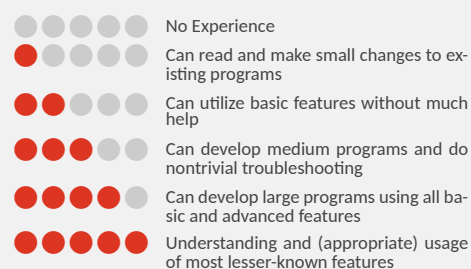 No Experience
Can read and make small changes to ex-
isting programs
Can utilize basic features without much
help
Can develop medium programs and do
nontrivial troubleshooting
Can develop large programs using all ba-
sic and advanced features
Understanding and (appropriate) usage
of most lesser-known features